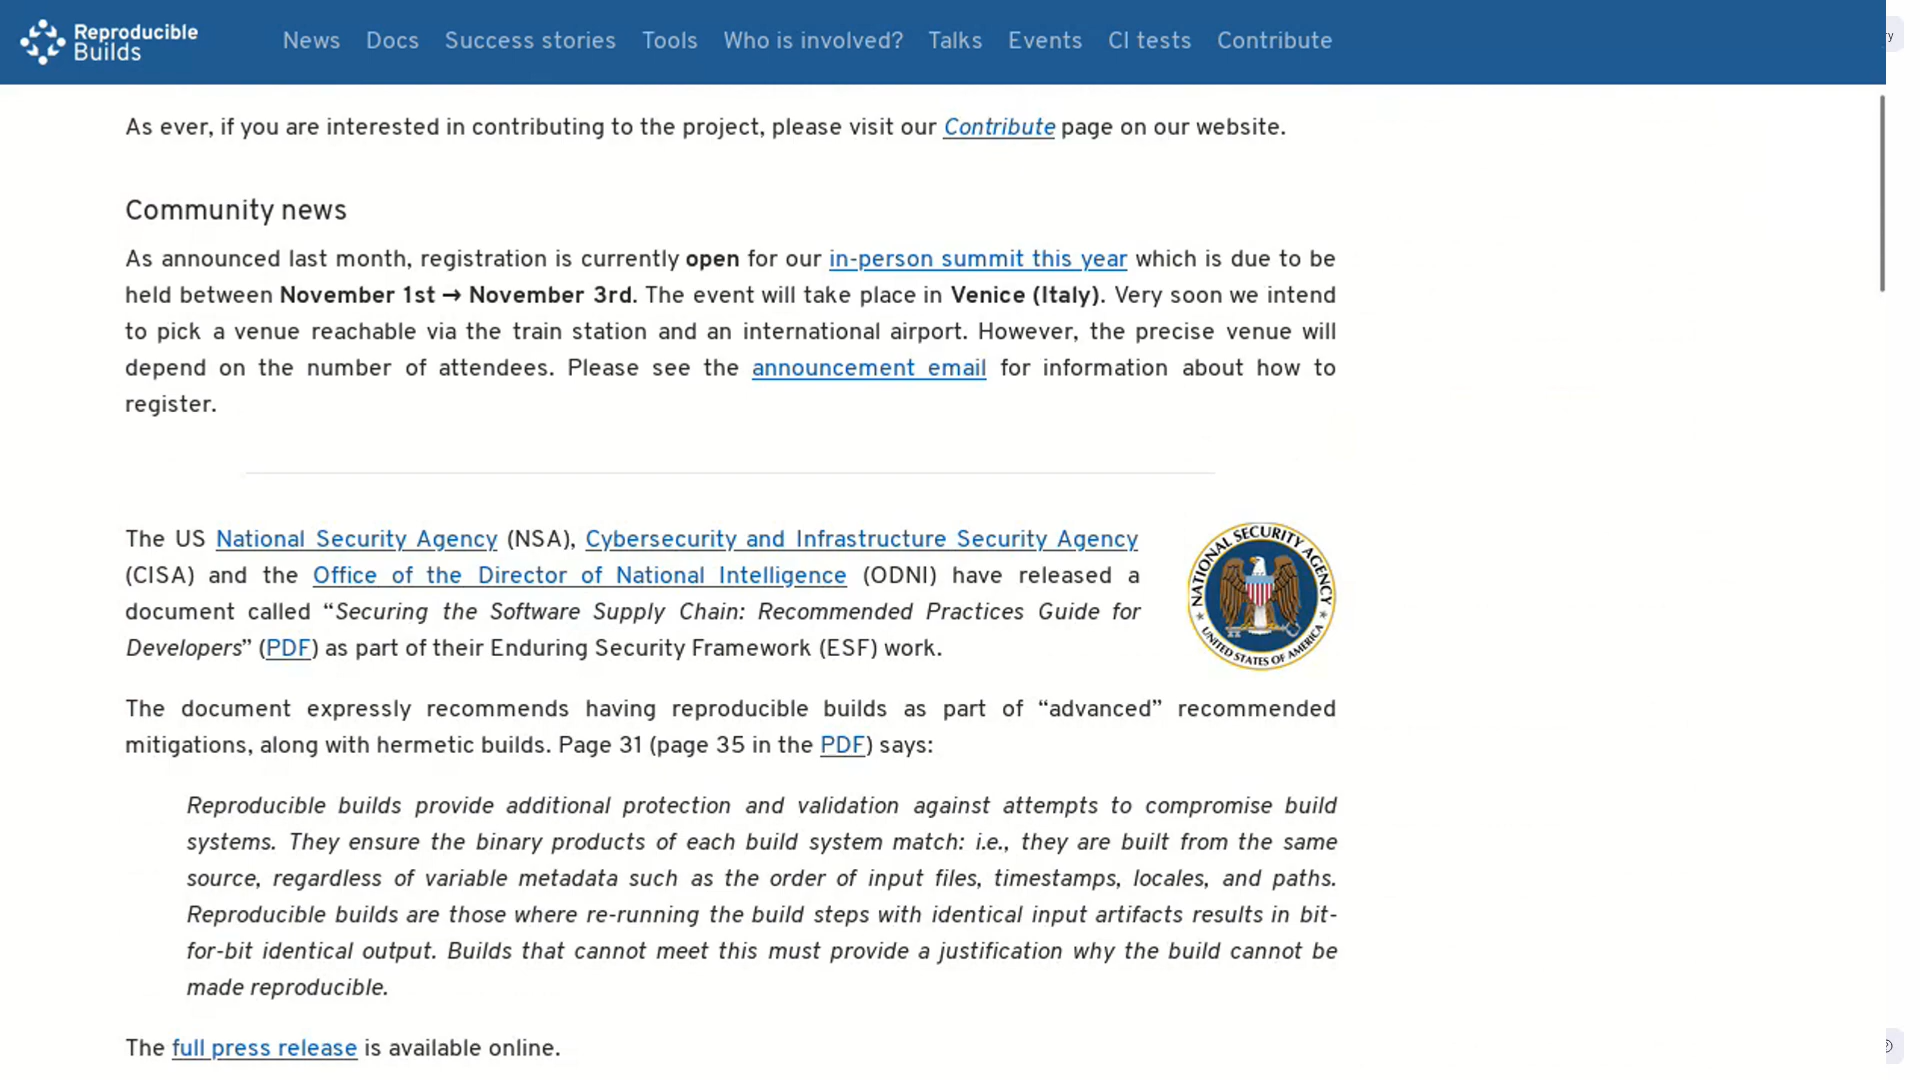 Reproducible
Builds
News Docs Success stories Tools Who is involved? Talks Events CI tests Contribute
ry
As ever, if you are interested in contributing to the project, please visit our Contribute page on our website.
Community news
As announced last month, registration is currently open for our in-person summit this year which is due to be
held between November 1st → November 3rd. The event will take place in Venice (Italy). Very soon we intend
to pick a venue reachable via the train station and an international airport. However, the precise venue will
depend on the number of attendees. Please see the announcement email for information about how to
register.
The US National Security Agency (NSA), Cybersecurity and Infrastructure Security Agency
(CISA) and the Office of the Director of National Intelligence (ODNI) have released a
document called “Securing the Software Supply Chain: Recommended Practices Guide for
Developers” (PDF) as part of their Enduring Security Framework (ESF) work.
NATIONAL SECURITY AGENCY
UNITED STATES OF AMERICA
The document expressly recommends having reproducible builds as part of “advanced” recommended
mitigations, along with hermetic builds. Page 31 (page 35 in the PDF) says:
Reproducible builds provide additional protection and validation against attempts to compromise build
systems. They ensure the binary products of each build system match: i.e., they are built from the same
source, regardless of variable metadata such as the order of input files, timestamps, locales, and paths.
Reproducible builds are those where re-running the build steps with identical input artifacts results in bit-
for-bit identical output. Builds that cannot meet this must provide a justification why the build cannot be
made reproducible.
The full press release is available online.